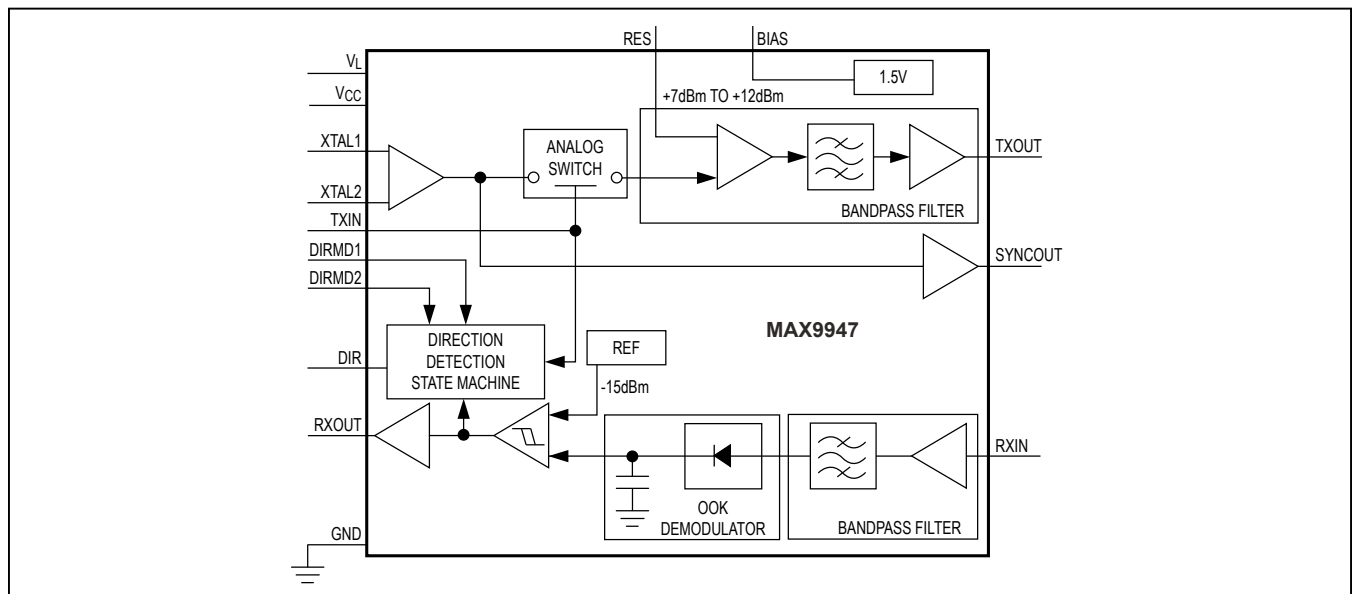 RES
BIAS
VL
1.5V
VCC
+7dBm TO +12dBm
XTAL1
ANALOG
SWITCH
TXOUT
XTAL2
BANDPASS FILTER
TXIN
DIRMD1
SYNCOUT
DIRMD2
MAX9947
DIRECTION
DETECTION
STATE MACHINE
REF
DIR
-15dBm
RXOUT
RXIN
OOK
DEMODULATOR
BANDPASS FILTER
GND